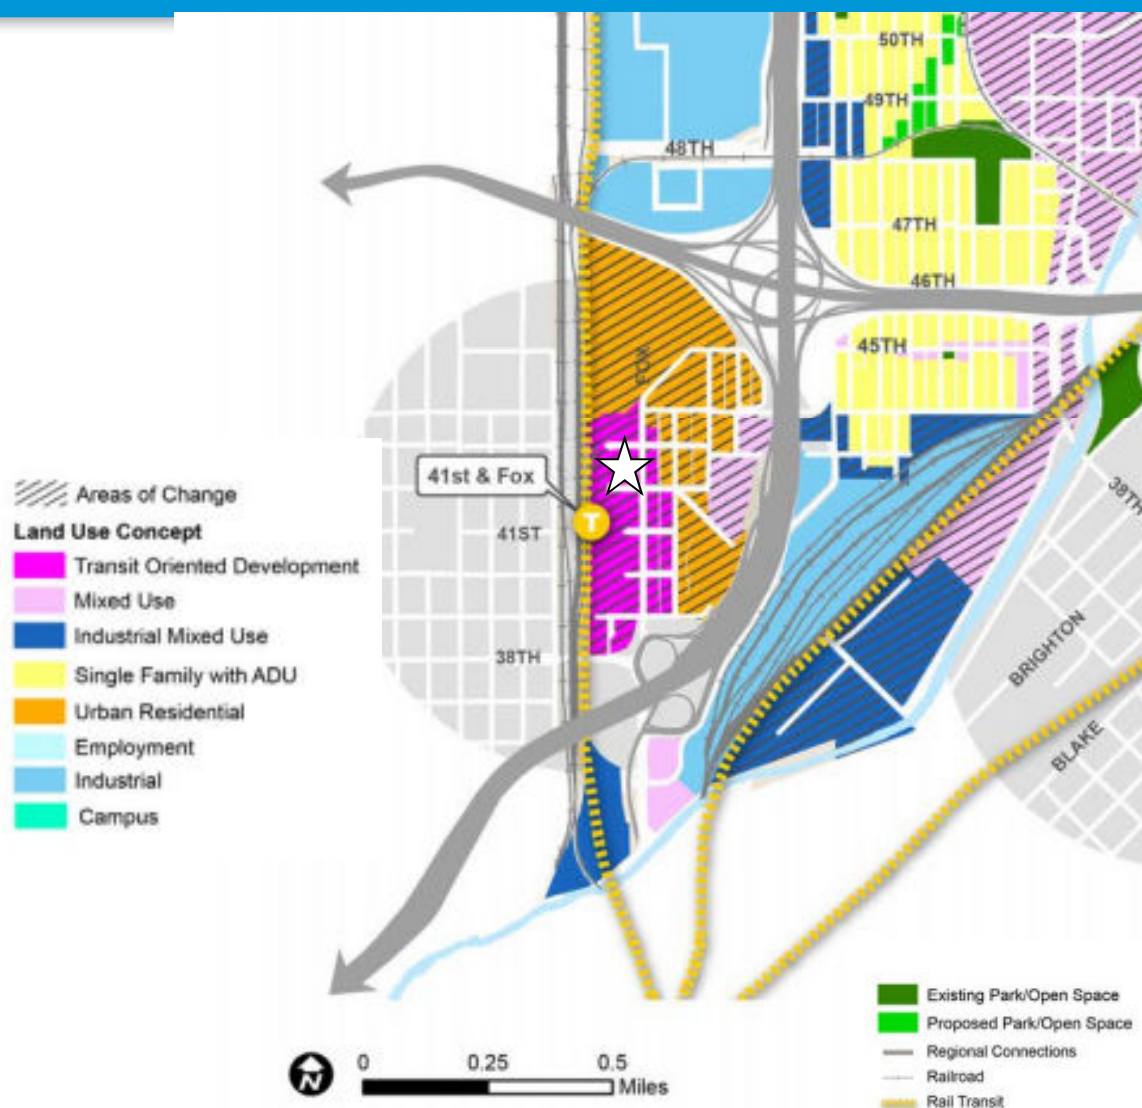 50TH
49TH
48TH
47TH
46TH
45TH
FOX
41st & Fox
T
41ST
38TH
38TH
BRIGHTON
BLAKE
Areas of Change
Land Use Concept
Transit Oriented Development
Mixed Use
Industrial Mixed Use
Single Family with ADU
Urban Residential
Employment
Industrial
Campus
Existing Park/Open Space
Proposed Park/Open Space
Regional Connections
Railroad
Rail Transit
N
0 0.25 0.5
Miles